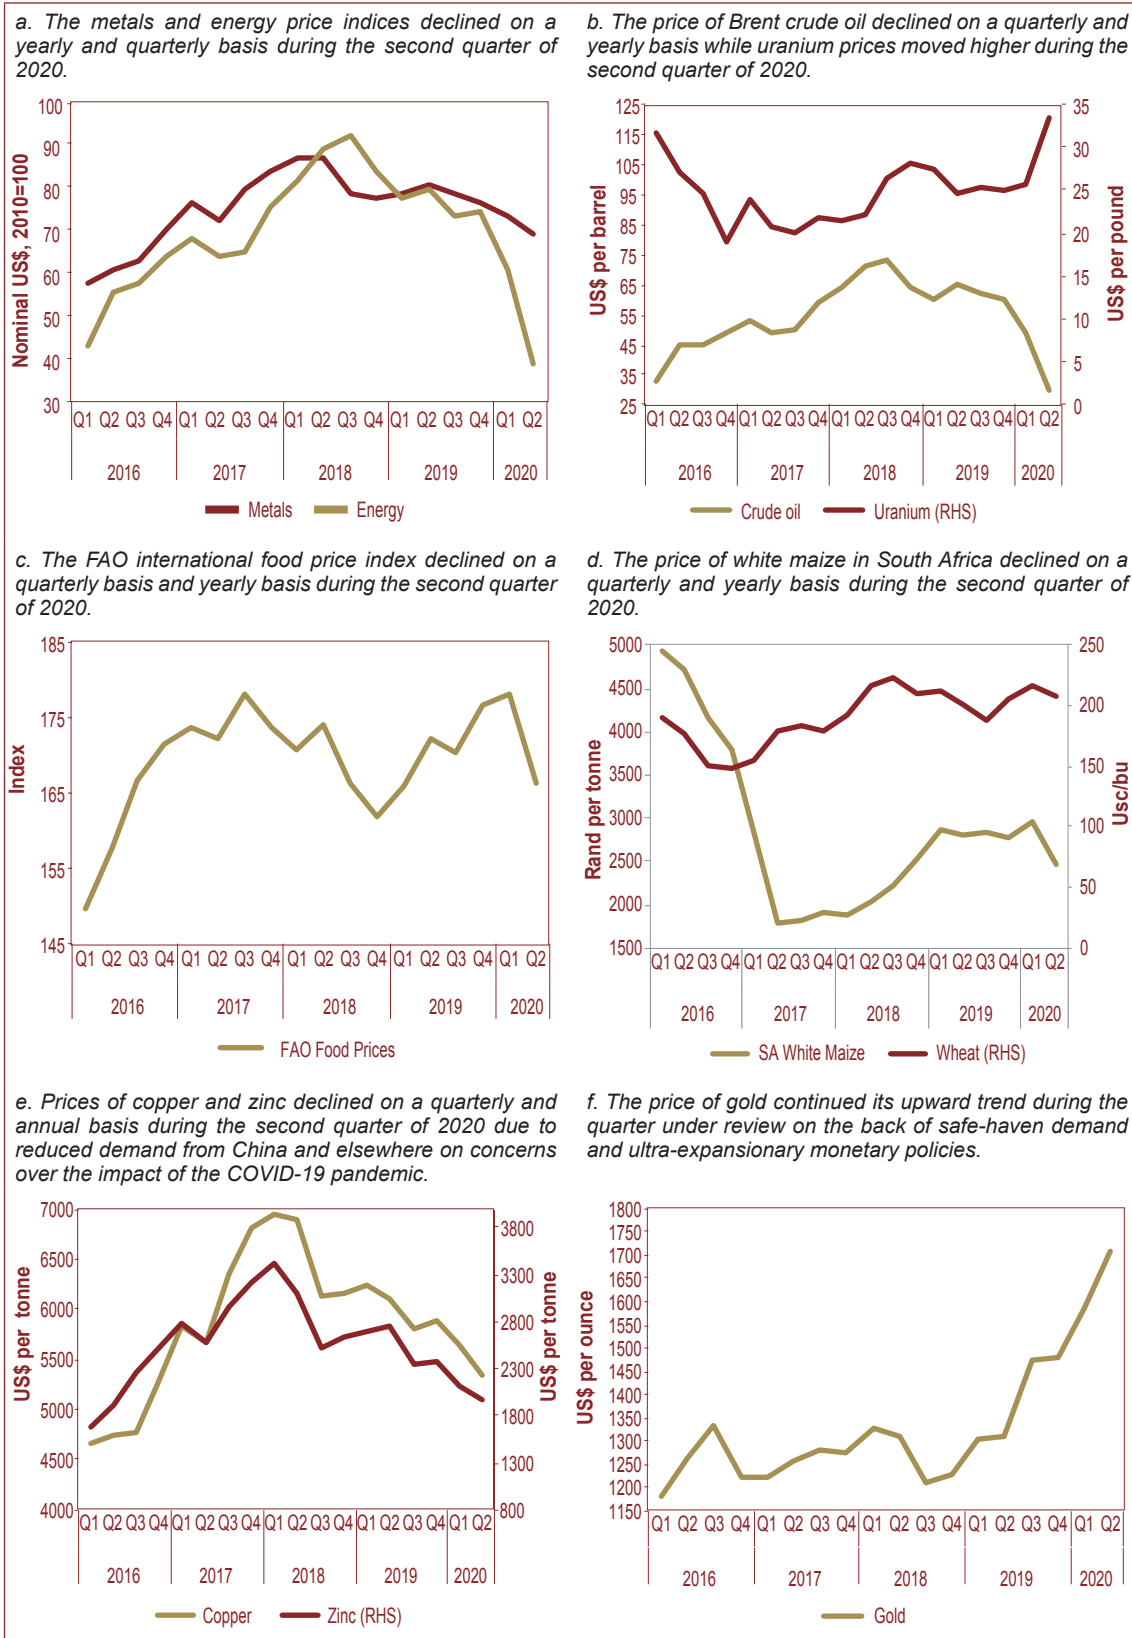 a. The metals and energy price indices declined on a
yearly and quarterly basis during the second quarter of
2020.
100
90
80
70
60
50
40
30
Nominal US$, 2010=100
Q1 Q2 Q3 Q4 Q1 Q2 Q3 Q4 Q1 Q2 Q3 Q4 Q1 Q2 Q3 Q4 Q1 Q2
2016 2017 2018 2019 2020
Metals Energy
b. The price of Brent crude oil declined on a quarterly and
yearly basis while uranium prices moved higher during the
second quarter of 2020.
125
115
105
95
85
75
65
55
45
35
25
US$ per barrel
35
30
25
20
15
10
5
0
US$ per pound
Q1 Q2 Q3 Q4 Q1 Q2 Q3 Q4 Q1 Q2 Q3 Q4 Q1 Q2 Q3 Q4 Q1 Q2
2016 2017 2018 2019 2020
Crude oil Uranium (RHS)
c. The FAO international food price index declined on a
quarterly basis and yearly basis during the second quarter
of 2020.
185
175
165
155
145
Index
Q1 Q2 Q3 Q4 Q1 Q2 Q3 Q4 Q1 Q2 Q3 Q4 Q1 Q2 Q3 Q4 Q1 Q2
2016 2017 2018 2019 2020
FAO Food Prices
d. The price of white maize in South Africa declined on a
quarterly and yearly basis during the second quarter of
2020.
5000
4500
4000
3500
3000
2500
2000
1500
Rand per tonne
250
200
150
100
50
0
Usc/bu
Q1 Q2 Q3 Q4 Q1 Q2 Q3 Q4 Q1 Q2 Q3 Q4 Q1 Q2 Q3 Q4 Q1 Q2
2016 2017 2018 2019 2020
SA White Maize Wheat (RHS)
e. Prices of copper and zinc declined on a quarterly and
annual basis during the second quarter of 2020 due to
reduced demand from China and elsewhere on concerns
over the impact of the COVID-19 pandemic.
7000
6500
6000
5500
5000
4500
4000
US$ per tonne
3800
3300
2800
2300
1800
1300
800
US$ per tonne
Q1 Q2 Q3 Q4 Q1 Q2 Q3 Q4 Q1 Q2 Q3 Q4 Q1 Q2 Q3 Q4 Q1 Q2
2016 2017 2018 2019 2020
Copper Zinc (RHS)
f. The price of gold continued its upward trend during the
quarter under review on the back of safe-haven demand
and ultra-expansionary monetary policies.
1800
1750
1700
1650
1600
1550
1500
1450
1400
1350
1300
1250
1200
1150
US$ per ounce
Q1 Q2 Q3 Q4 Q1 Q2 Q3 Q4 Q1 Q2 Q3 Q4 Q1 Q2 Q3 Q4 Q1 Q2
2016 2017 2018 2019 2020
Gold